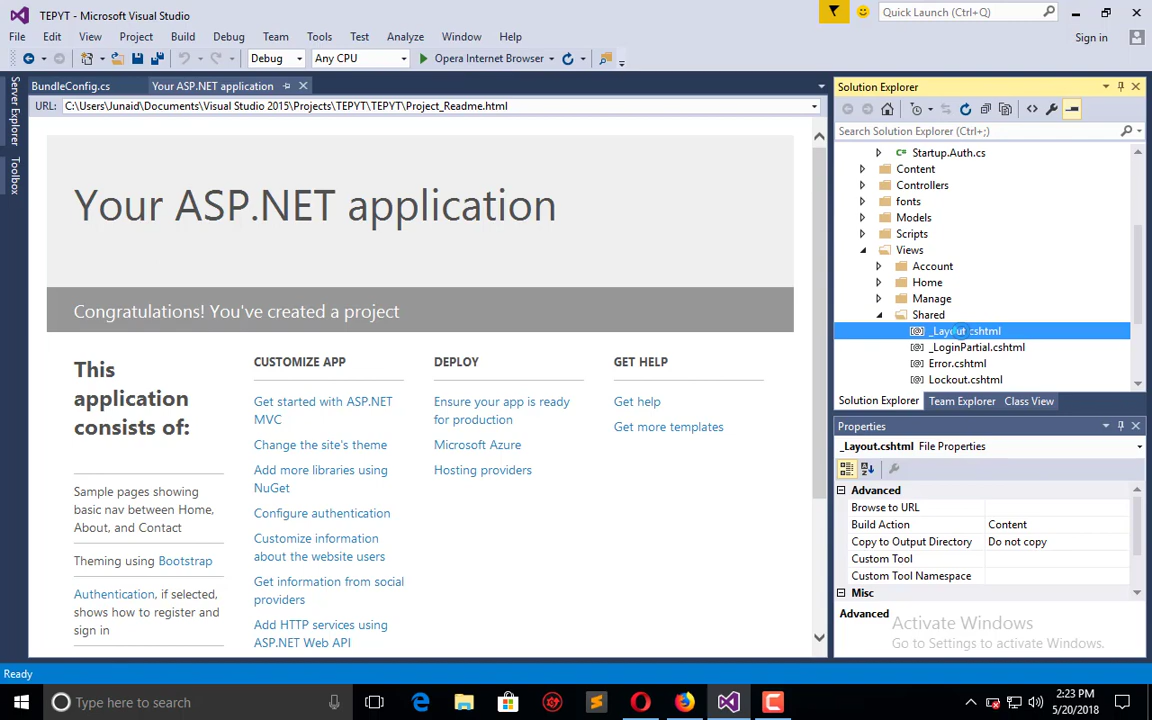 TEPYT - Microsoft Visual Studio
Quick Launch (Ctrl+Q)
File Edit View Project Build Debug Team Tools Test Analyze Window Help
Sign in
Debug Any CPU Opera Internet Browser
Server Explorer
Toolbox
BundleConfig.cs Your ASP.NET application
URL: C:\Users\Junaid\Documents\Visual Studio 2015\Projects\TEPYT\TEPYT\Project_Readme.html
Your ASP.NET application
Congratulations! You've created a project
This
application
consists of:
Sample pages showing
basic nav between Home,
About, and Contact
Theming using Bootstrap
Authentication, if selected,
shows how to register and
sign in
CUSTOMIZE APP
Get started with ASP.NET
MVC
Change the site's theme
Add more libraries using
NuGet
Configure authentication
Customize information
about the website users
Get information from social
providers
Add HTTP services using
ASP.NET Web API
DEPLOY
Ensure your app is ready
for production
Microsoft Azure
Hosting providers
GET HELP
Get help
Get more templates
Solution Explorer
Search Solution Explorer (Ctrl+;)
C# Startup.Auth.cs
Content
Controllers
fonts
Models
Scripts
Views
Account
Home
Manage
Shared
[@] _Layout.cshtml
[@] _LoginPartial.cshtml
[@] Error.cshtml
[@] Lockout.cshtml
Solution Explorer Team Explorer Class View
Properties
_Layout.cshtml File Properties
Advanced
Browse to URL
Build Action Content
Copy to Output Directory Do not copy
Custom Tool
Custom Tool Namespace
Misc
Advanced
Activate Windows
Go to Settings to activate Windows.
Ready
Type here to search
2:23 PM
5/20/2018